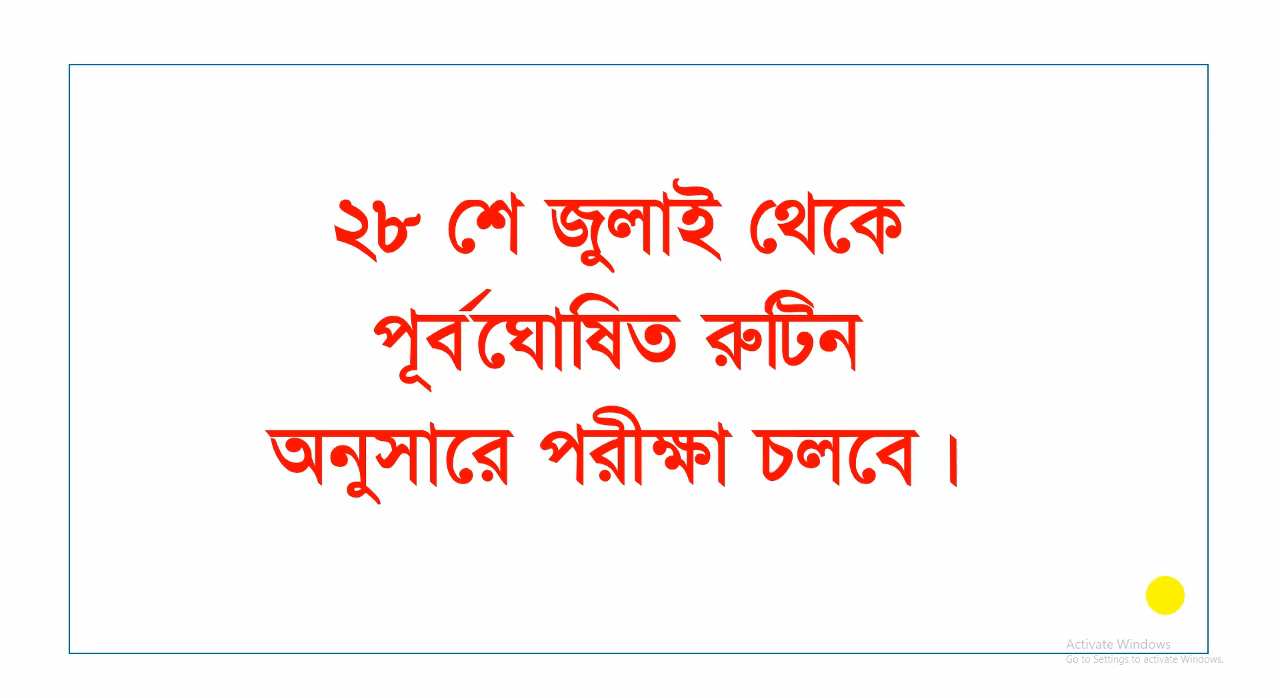 ২৮ শে জুলাই থেকে
পূর্বঘোষিত রুটিন
অনুসারে পরীক্ষা চলবে ।
Activate Windows
Go to Settings to activate Windows.